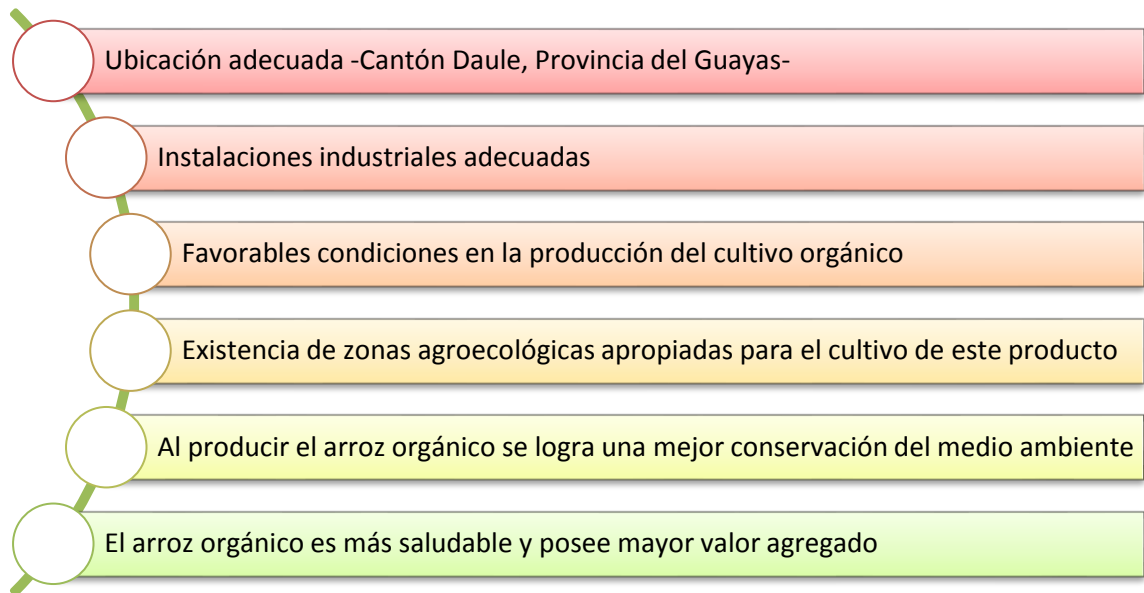 Ubicación adecuada -Cantón Daule, Provincia del Guayas-
Instalaciones industriales adecuadas
Favorables condiciones en la producción del cultivo orgánico
Existencia de zonas agroecológicas apropiadas para el cultivo de este producto
Al producir el arroz orgánico se logra una mejor conservación del medio ambiente
El arroz orgánico es más saludable y posee mayor valor agregado